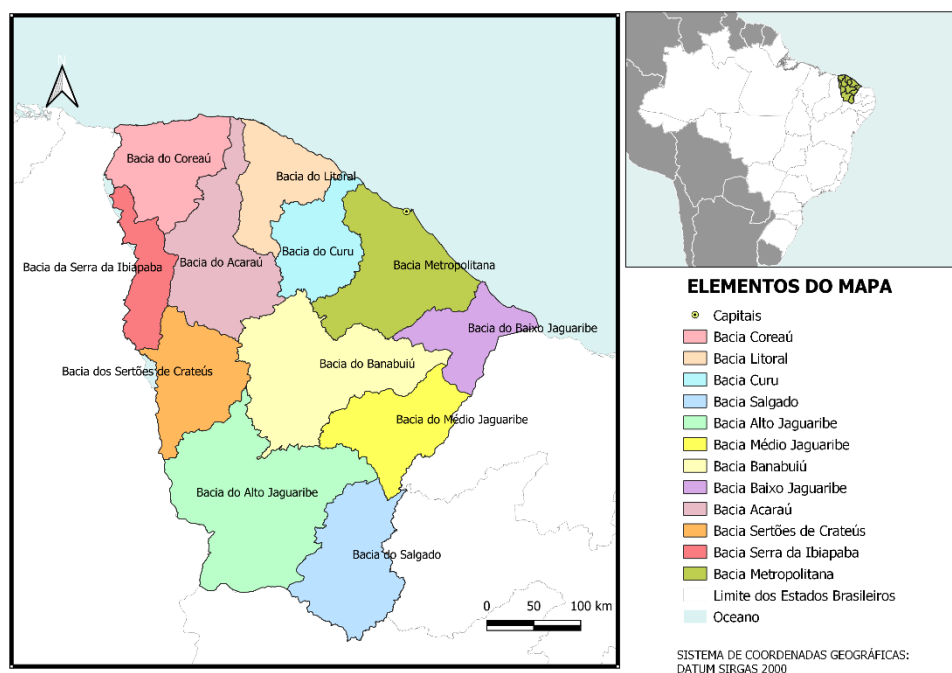 Bacia do Coreaú
Bacia do Litoral
Bacia do Curu
Bacia do Acaraú
Bacia da Serra da Ibiapaba
Bacia Metropolitana
Bacia do Baixo Jaguaribe
Bacia dos Sertões de Crateús
Bacia do Banabuiú
Bacia do Médio Jaguaribe
Bacia do Alto Jaguaribe
Bacia do Salgado
0 50 100 km
ELEMENTOS DO MAPA
Capitais
Bacia Coreaú
Bacia Litoral
Bacia Curu
Bacia Salgado
Bacia Alto Jaguaribe
Bacia Médio Jaguaribe
Bacia Banabuiú
Bacia Baixo Jaguaribe
Bacia Acaraú
Bacia Sertões de Crateús
Bacia Serra da Ibiapaba
Bacia Metropolitana
Limite dos Estados Brasileiros
Oceano
SISTEMA DE COORDENADAS GEOGRÁFICAS:
DATUM SIRGAS 2000